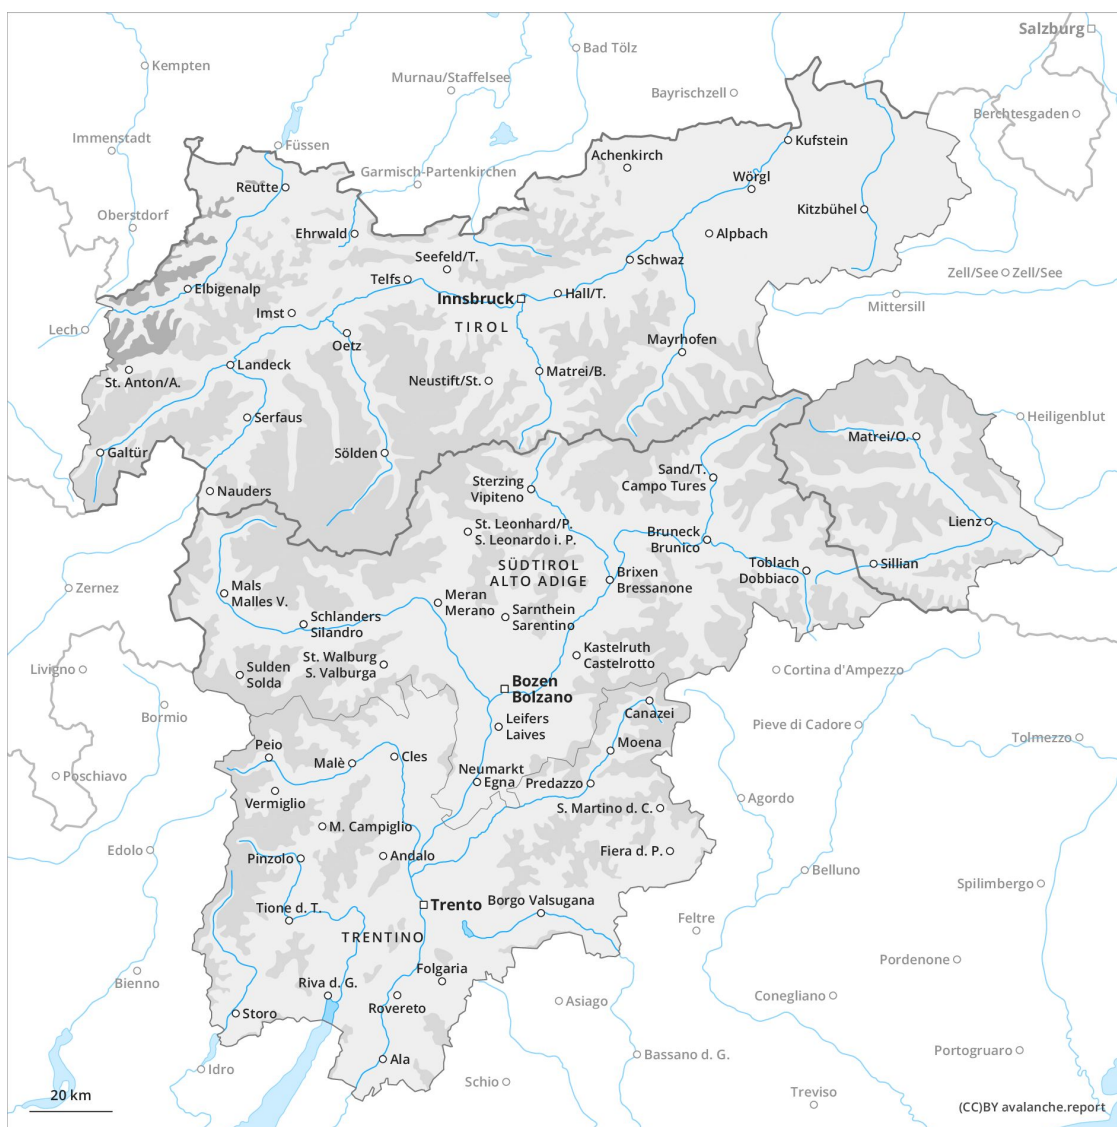 Salzburg
Bad Tölz
Kempten
Murnau/Staffelsee
Bayrischzell
Berchtesgaden
Immenstadt
Füssen
Kufstein
Achenkirch
Garmisch-Partenkirchen
Wörgl
Reutte
Oberstdorf
Kitzbühel
Ehrwald
Alpbach
Seefeld/T.
Schwaz
Zell/See
Zell/See
Telfs
Elbigenalp
Hall/T.
Innsbruck
Mittersill
Imst
Lech
TIROL
Oetz
Mayrhofen
Landeck
Matrei/B.
St. Anton/A.
Neustift/St.
Serfaus
Heiligenblut
Matrei/O.
Galtür
Sölden
Sand/T.
Campo Tures
Sterzing
Vipiteno
Nauders
Lienz
St. Leonhard/P.
S. Leonardo i. P.
Bruneck
Brunico
SÜDTIROL
ALTO ADIGE
Toblach
Dobbiaco
Sillian
Brixen
Bressanone
Zernez
Mals
Malles V.
Meran
Merano
Schlanders
Silandro
Sarnthein
Sarentino
Kastelruth
Castelrotto
St. Walburg
S. Valburga
Livigno
Sulden
Solda
Cortina d'Ampezzo
Bozen
Bolzano
Bormio
Canazei
Leifers
Laives
Pieve di Cadore
Tolmezzo
Moena
Peio
Cles
Malè
Poschiavo
Neumarkt
Egna
Predazzo
Vermiglio
Agordo
S. Martino d. C.
M. Campiglio
Edolo
Pinzolo
Andalo
Fiera d. P.
Belluno
Spilimbergo
Borgo Valsugana
Trento
Tione d. T.
Feltre
TRENTINO
Pordenone
Folgaria
Bienno
Riva d. G.
Conegliano
Asiago
Rovereto
Storo
Portogruaro
Bassano d. G.
Ala
Idro
Schio
Treviso
20 km
(CC)BY avalanche.report